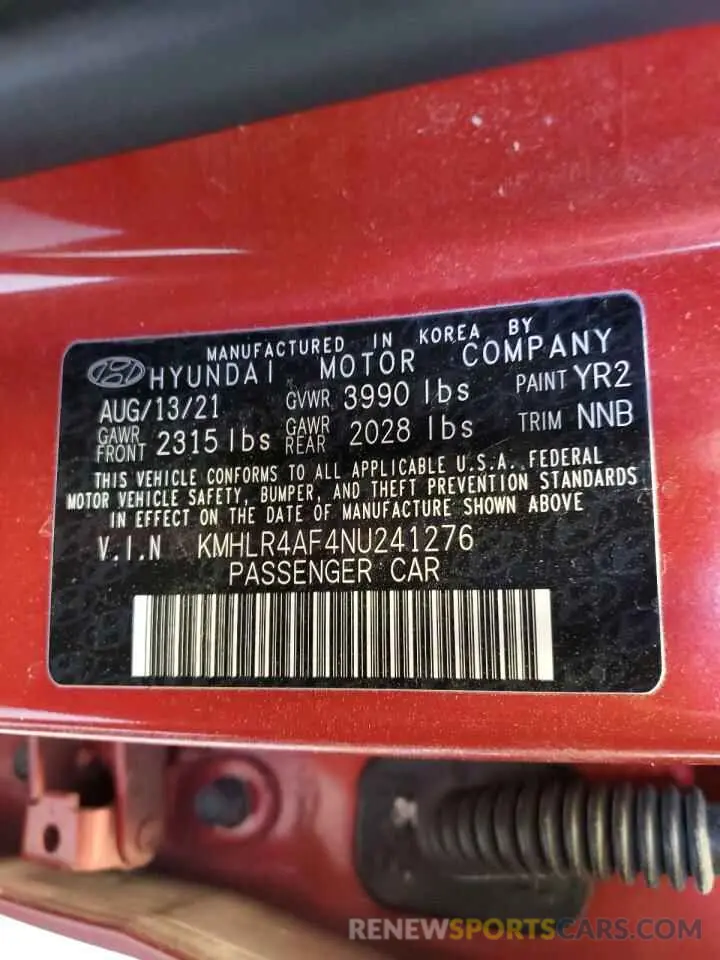 MANUFACTURED IN KOREA BY
HYUNDAI MOTOR COMPANY
AUG/13/21 GVWR 3990 lbs PAINT YR2
GAWR FRONT 2315 lbs GAWR REAR 2028 lbs TRIM NNB
THIS VEHICLE CONFORMS TO ALL APPLICABLE U.S.A. FEDERAL
MOTOR VEHICLE SAFETY, BUMPER, AND THEFT PREVENTION STANDARDS
IN EFFECT ON THE DATE OF MANUFACTURE SHOWN ABOVE
V.I.N KMHLR4AF4NU241276
PASSENGER CAR
RENEWSPORTSCARS.COM